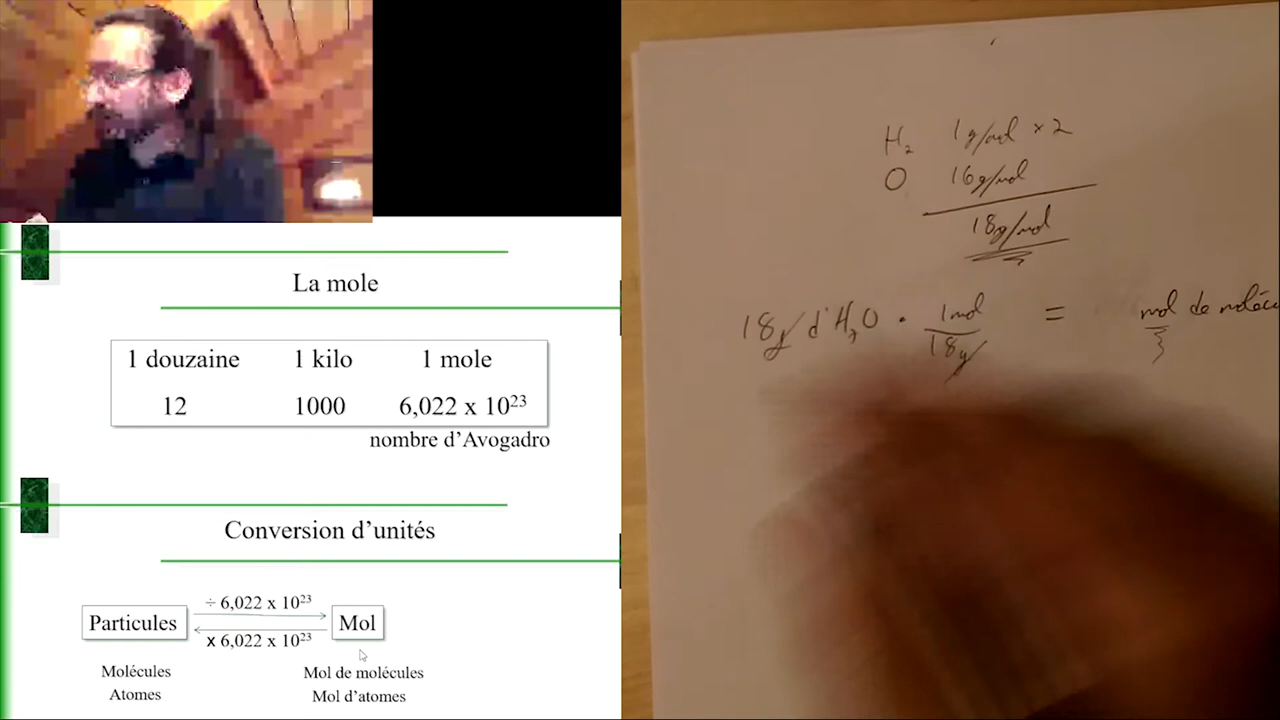 La mole
1 douzaine 1 kilo 1 mole
12 1000 6,022 x 10²³
nombre d'Avogadro
Conversion d'unités
÷ 6,022 x 10²³
Particules Mol
x 6,022 x 10²³
Molécules Mol de molécules
Atomes Mol d'atomes
H₂ 1g/mol × 2
O 16g/mol
18g/mol
18g d'H₂O · 1mol = mol de moléc
18g